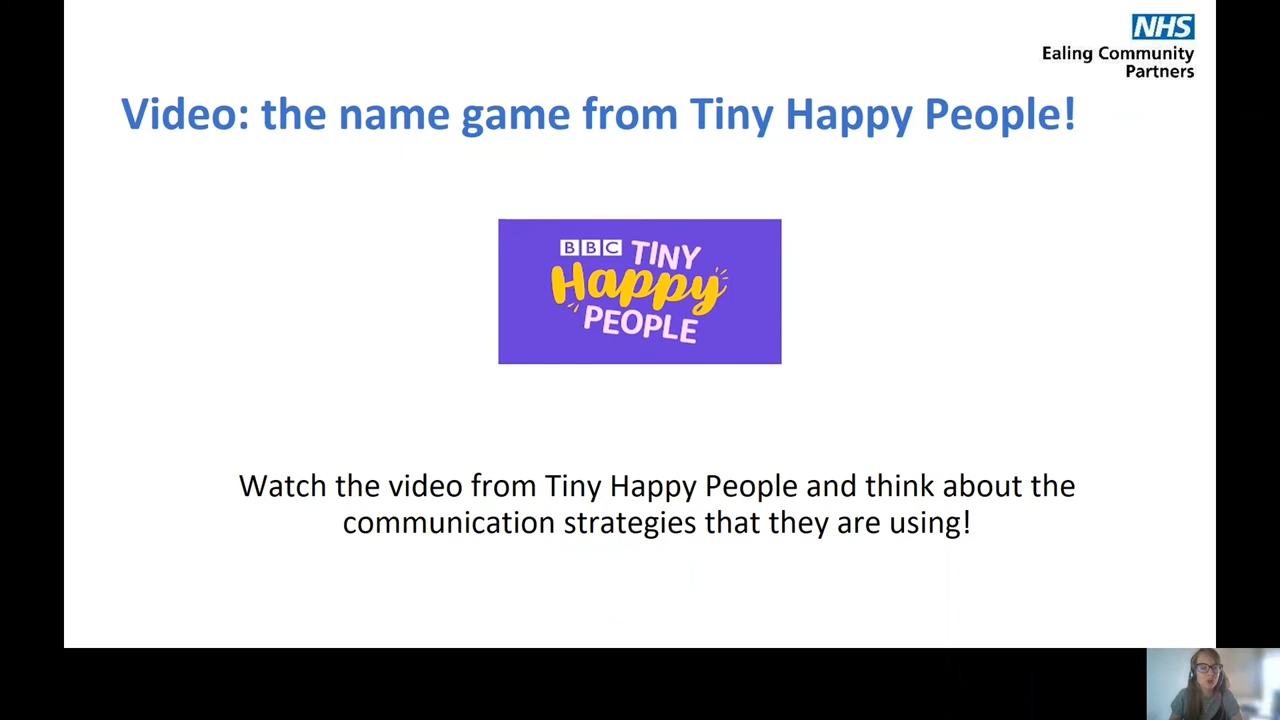 NHS
Ealing Community
Partners
Video: the name game from Tiny Happy People!
BBC TINY
Happy
PEOPLE
Watch the video from Tiny Happy People and think about the
communication strategies that they are using!